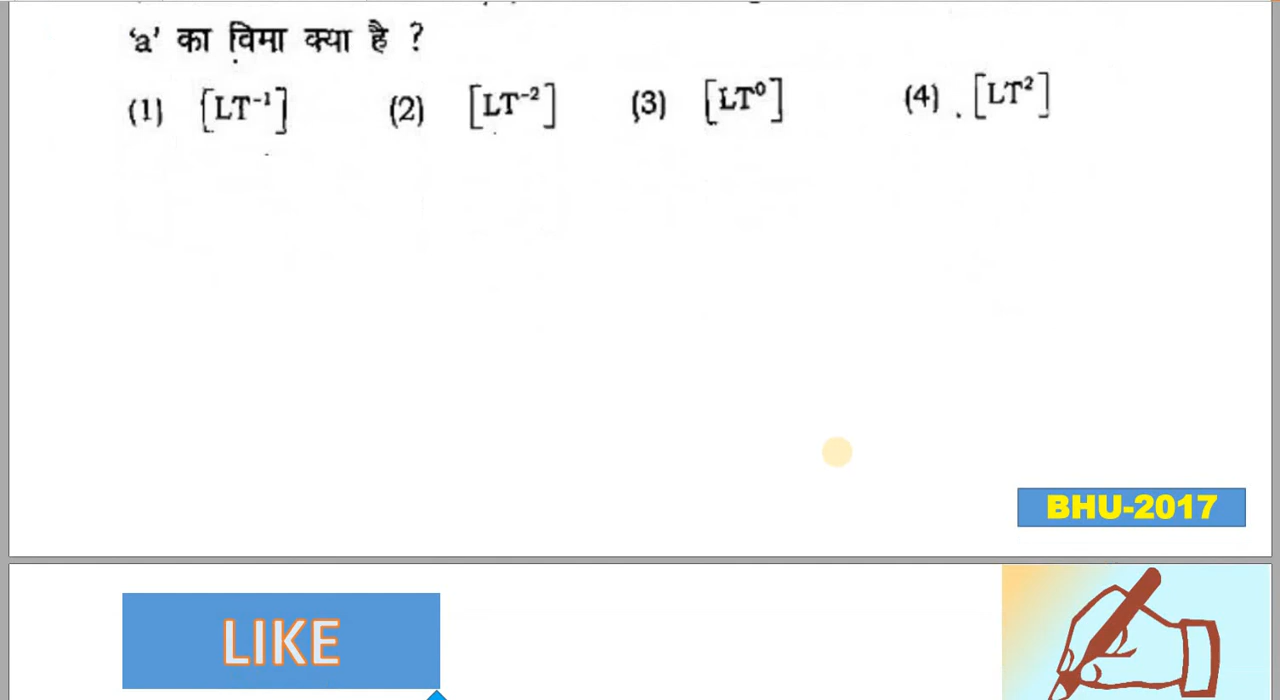 ‘a’ का विमा क्या है ?
(1) [LT⁻¹] (2) [LT⁻²] (3) [LT⁰] (4) [LT²]
BHU-2017
LIKE